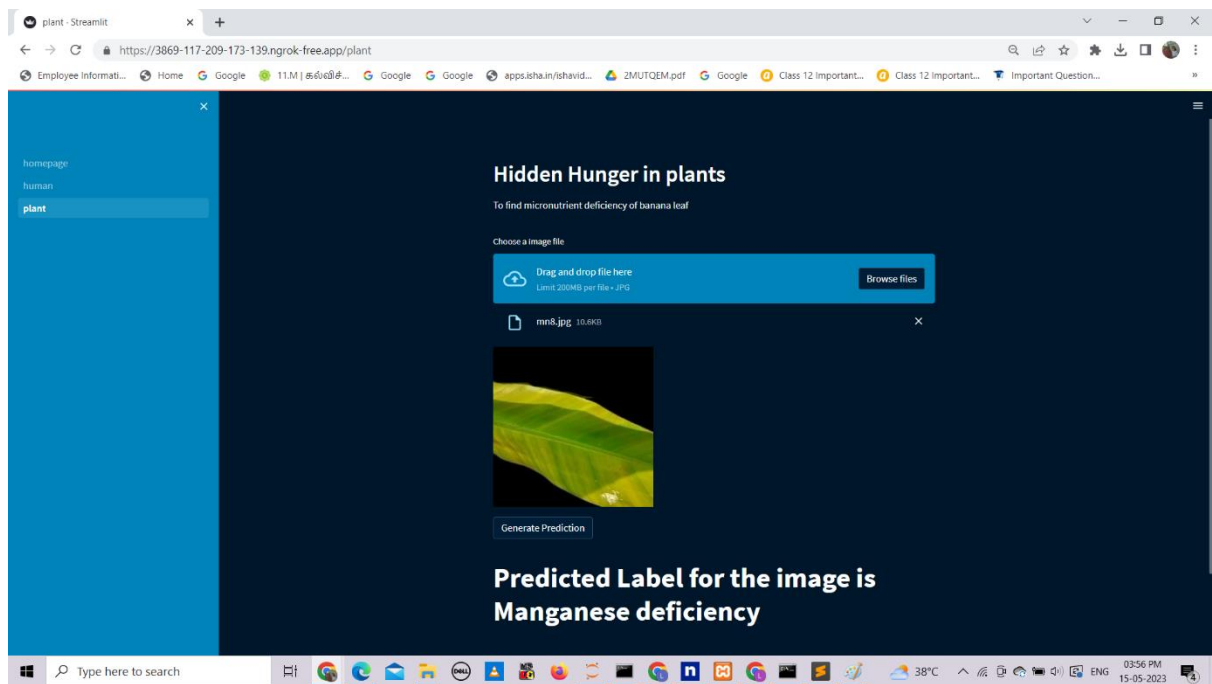 plant - Streamlit
https://3869-117-209-173-139.ngrok-free.app/plant
Employee Informati... Home Google 11.M | கல்விச்... Google Google apps.isha.in/ishavid... 2MUTQEM.pdf Google Class 12 Important... Class 12 Important... Important Question... »
homepage
human
plant
Hidden Hunger in plants
To find micronutrient deficiency of banana leaf
Choose a image file
Drag and drop file here
Limit 200MB per file • JPG
Browse files
mn8.jpg 10.6KB
Generate Prediction
Predicted Label for the image is
Manganese deficiency
Type here to search
DELL
38°C
ENG
03:56 PM
15-05-2023
4